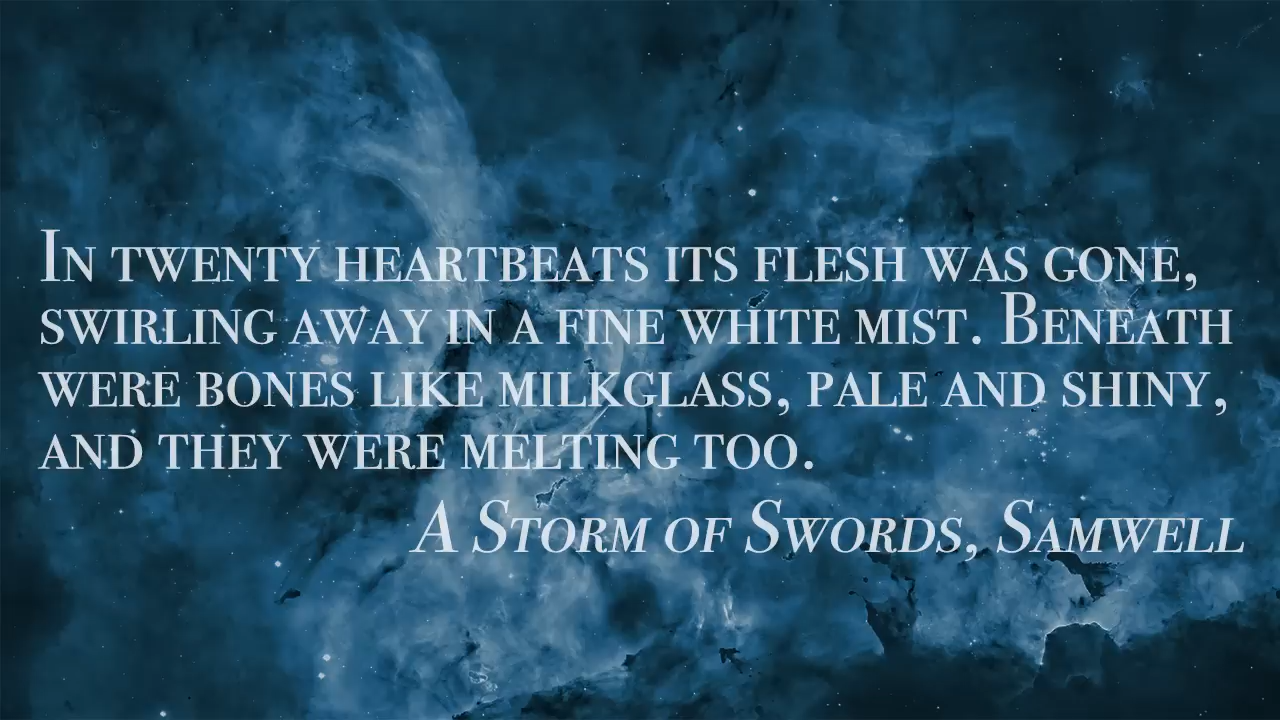 In twenty heartbeats its flesh was gone,
swirling away in a fine white mist. Beneath
were bones like milkglass, pale and shiny,
and they were melting too.
A Storm of Swords, Samwell